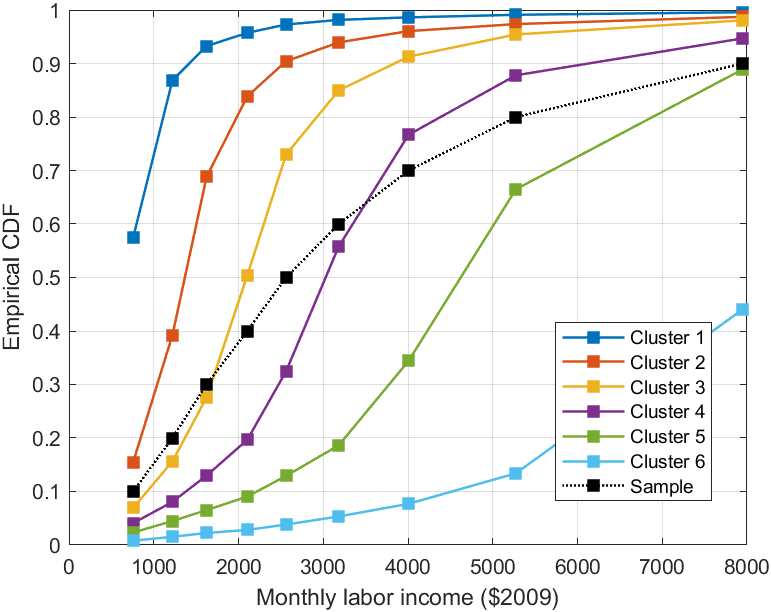 1
0.9
0.8
0.7
0.6
0.5
0.4
0.3
0.2
0.1
0
Empirical CDF
Cluster 1
Cluster 2
Cluster 3
Cluster 4
Cluster 5
Cluster 6
Sample
0 1000 2000 3000 4000 5000 6000 7000 8000
Monthly labor income ($2009)